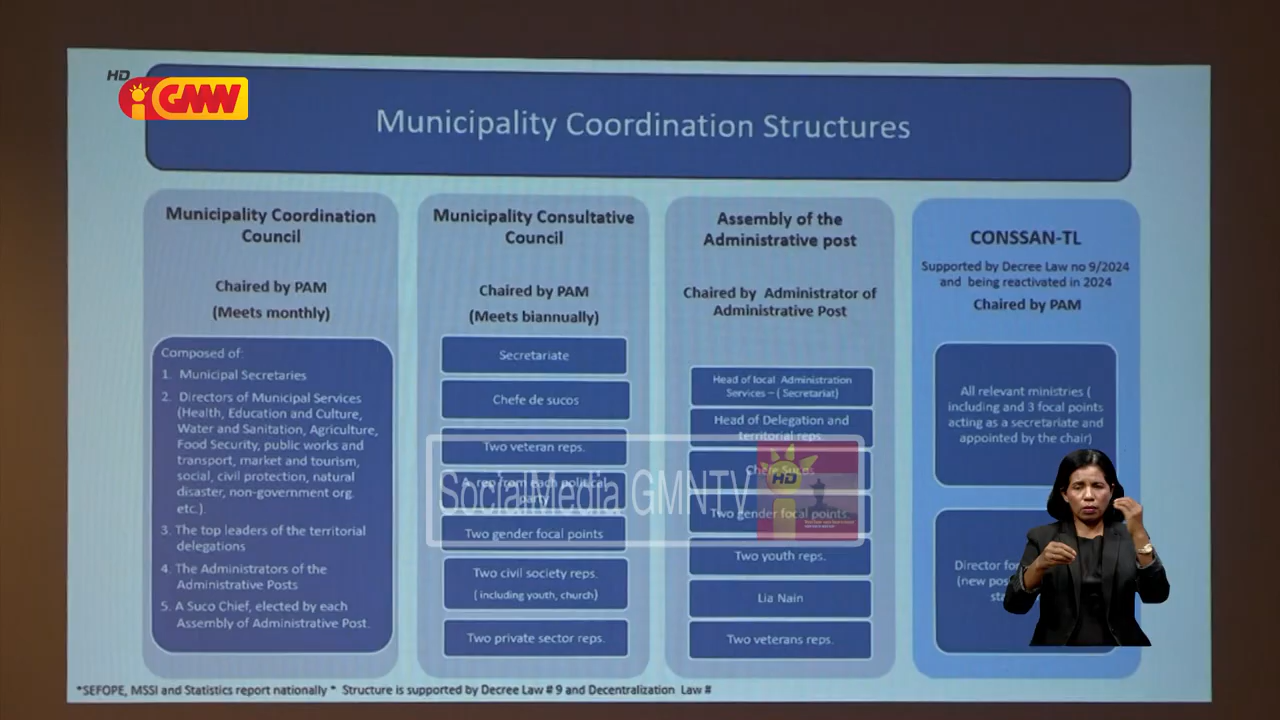 HD
GMN
Municipality Coordination Structures
Municipality Coordination
Council
Chaired by PAM
(Meets monthly)
Composed of:
1. Municipal Secretaries
2. Directors of Municipal Services
(Health, Education and Culture,
Water and Sanitation, Agriculture,
Food Security, public works and
transport, market and tourism,
social, civil protection, natural
disaster, non-government org.
etc.).
3. The top leaders of the territorial
delegations
4. The Administrators of the
Administrative Posts
5. A Suco Chief, elected by each
Assembly of Administrative Post.
Municipality Consultative
Council
Chaired by PAM
(Meets biannually)
Secretariate
Chefe de sucos
Two veteran reps.
A rep from each political
party
Two gender focal points
Two civil society reps.
( including youth, church)
Two private sector reps.
Assembly of the
Administrative post
Chaired by Administrator of
Administrative Post
Head of local Administration
Services – ( Secretariat)
Head of Delegation and
territorial reps
Chefe Sucos
Two gender focal points.
Two youth reps.
Lia Nain
Two veterans reps.
CONSSAN-TL
Supported by Decree Law no 9/2024
and being reactivated in 2024
Chaired by PAM
All relevant ministries (
including and 3 focal points
acting as a secretariate and
appointed by the chair)
Director for
(new
SocialMedia GMNTV
HD
*SEFOPE, MSSI and Statistics report nationally * Structure is supported by Decree Law # 9 and Decentralization Law #